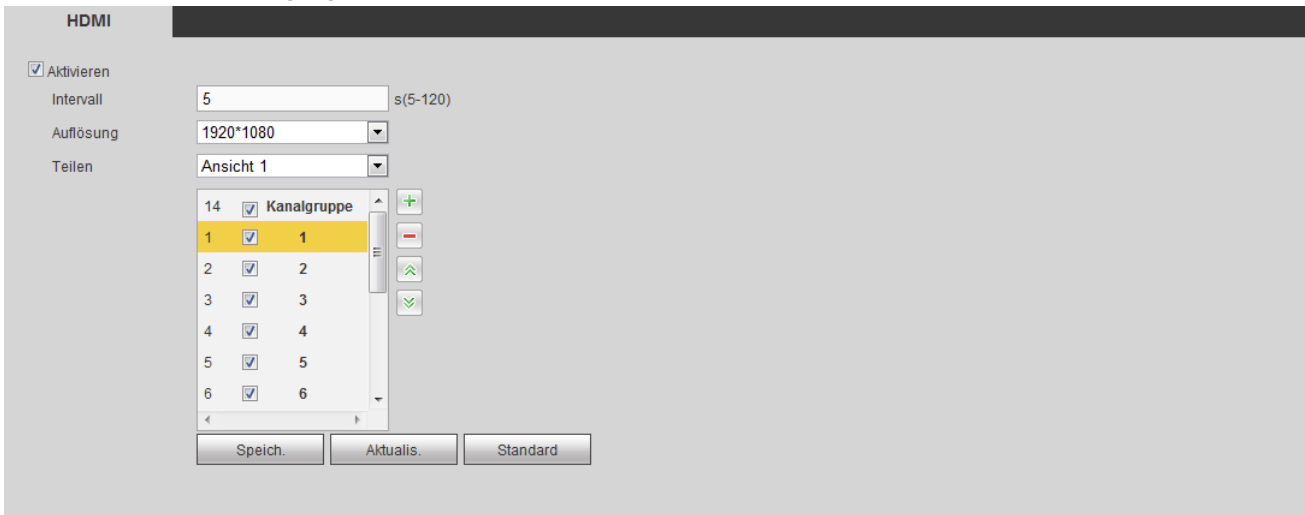 HDMI
Aktivieren
Intervall 5 s(5-120)
Auflösung 1920*1080
Teilen Ansicht 1
14 Kanalgruppe
1 1
2 2
3 3
4 4
5 5
6 6
Speich. Aktualis. Standard